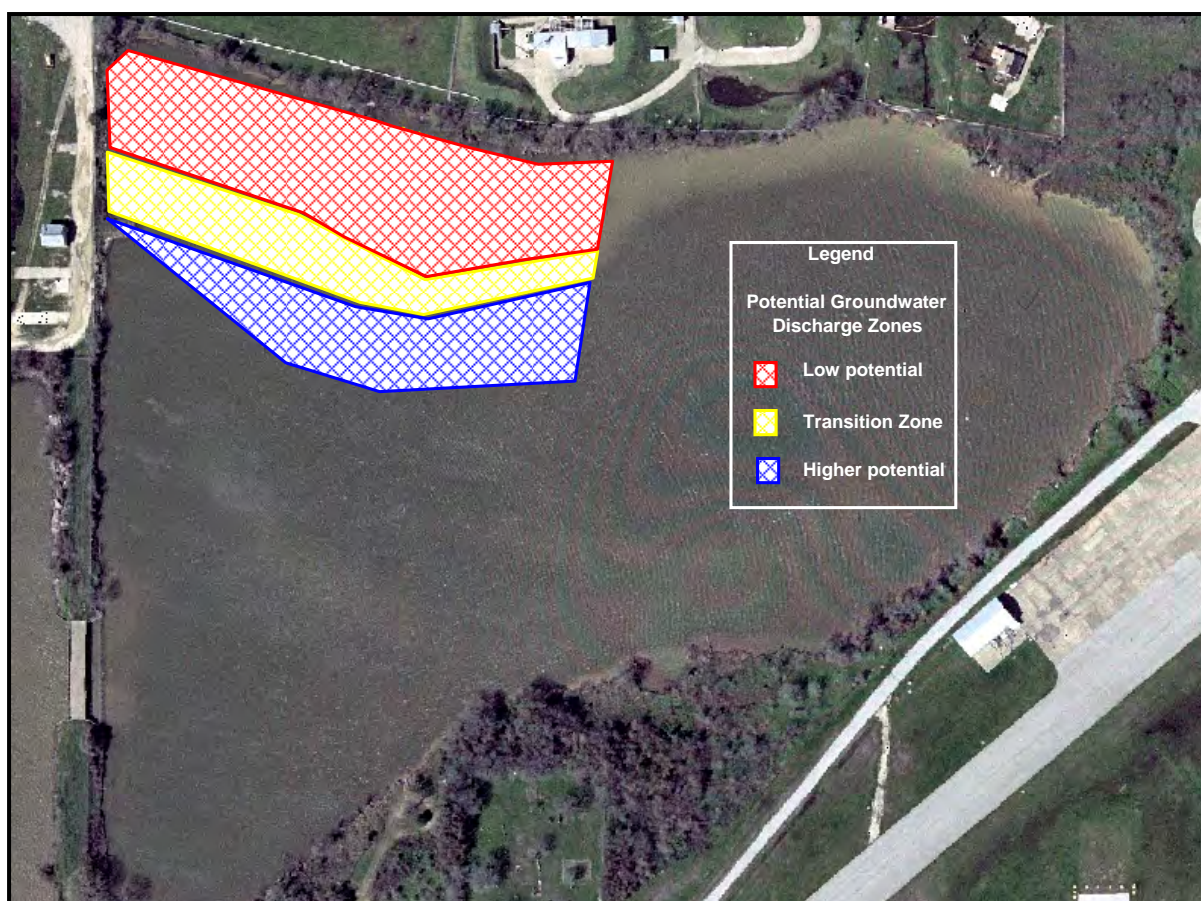 Legend
Potential Groundwater
Discharge Zones
Low potential
Transition Zone
Higher potential